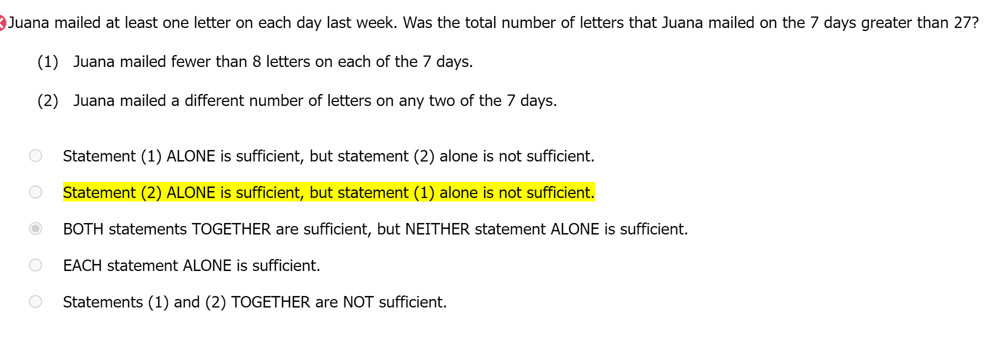 Juana mailed at least one letter on each day last week. Was the total number of letters that Juana mailed on the 7 days greater than 27?
(1) Juana mailed fewer than 8 letters on each of the 7 days.
(2) Juana mailed a different number of letters on any two of the 7 days.
Statement (1) ALONE is sufficient, but statement (2) alone is not sufficient.
Statement (2) ALONE is sufficient, but statement (1) alone is not sufficient.
BOTH statements TOGETHER are sufficient, but NEITHER statement ALONE is sufficient.
EACH statement ALONE is sufficient.
Statements (1) and (2) TOGETHER are NOT sufficient.